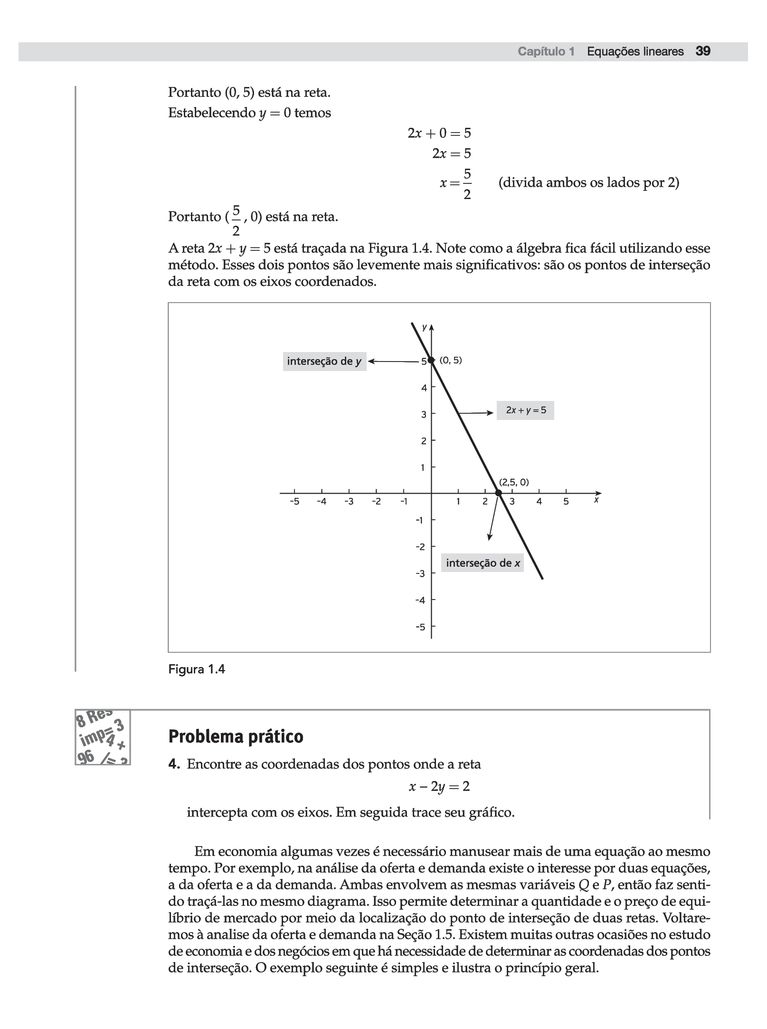 Capítulo 1 Equações lineares 39
Portanto (0, 5) está na reta.
Estabelecendo y = 0 temos
2x + 0 = 5
2x = 5
x = 5/2 (divida ambos os lados por 2)
Portanto (5/2, 0) está na reta.
A reta 2x + y = 5 está traçada na Figura 1.4. Note como a álgebra fica fácil utilizando esse
método. Esses dois pontos são levemente mais significativos: são os pontos de interseção
da reta com os eixos coordenados.
y
interseção de y
5
(0, 5)
4
3
2x + y = 5
2
1
(2,5, 0)
-5 -4 -3 -2 -1 1 2 3 4 5 x
-1
-2
interseção de x
-3
-4
-5
Figura 1.4
8 Res
imp= 3
4 +
96 /= 2
Problema prático
4. Encontre as coordenadas dos pontos onde a reta
x – 2y = 2
intercepta com os eixos. Em seguida trace seu gráfico.
Em economia algumas vezes é necessário manusear mais de uma equação ao mesmo
tempo. Por exemplo, na análise da oferta e demanda existe o interesse por duas equações,
a da oferta e a da demanda. Ambas envolvem as mesmas variáveis Q e P, então faz senti-
do traçá-las no mesmo diagrama. Isso permite determinar a quantidade e o preço de equi-
líbrio de mercado por meio da localização do ponto de interseção de duas retas. Voltare-
mos à analise da oferta e demanda na Seção 1.5. Existem muitas outras ocasiões no estudo
de economia e dos negócios em que há necessidade de determinar as coordenadas dos pontos
de interseção. O exemplo seguinte é simples e ilustra o princípio geral.